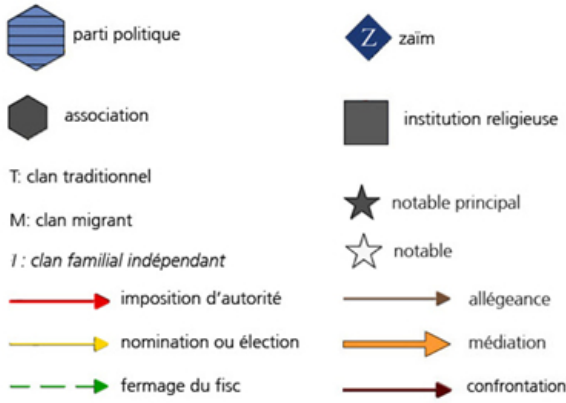 parti politique
Z
zaïm
association
institution religieuse
T: clan traditionnel
M: clan migrant
I : clan familial indépendant
notable principal
notable
imposition d'autorité
allégeance
nomination ou élection
médiation
fermage du fisc
confrontation